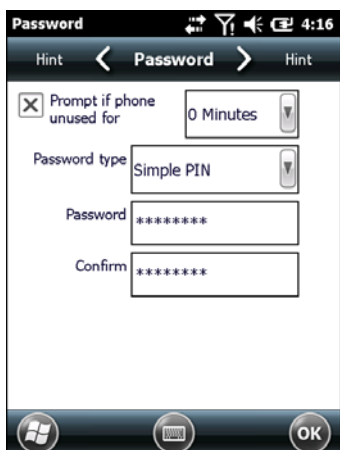 Password 4:16
Hint Password Hint
Prompt if phone
unused for
0 Minutes
Password type
Simple PIN
Password ********
Confirm ********
OK